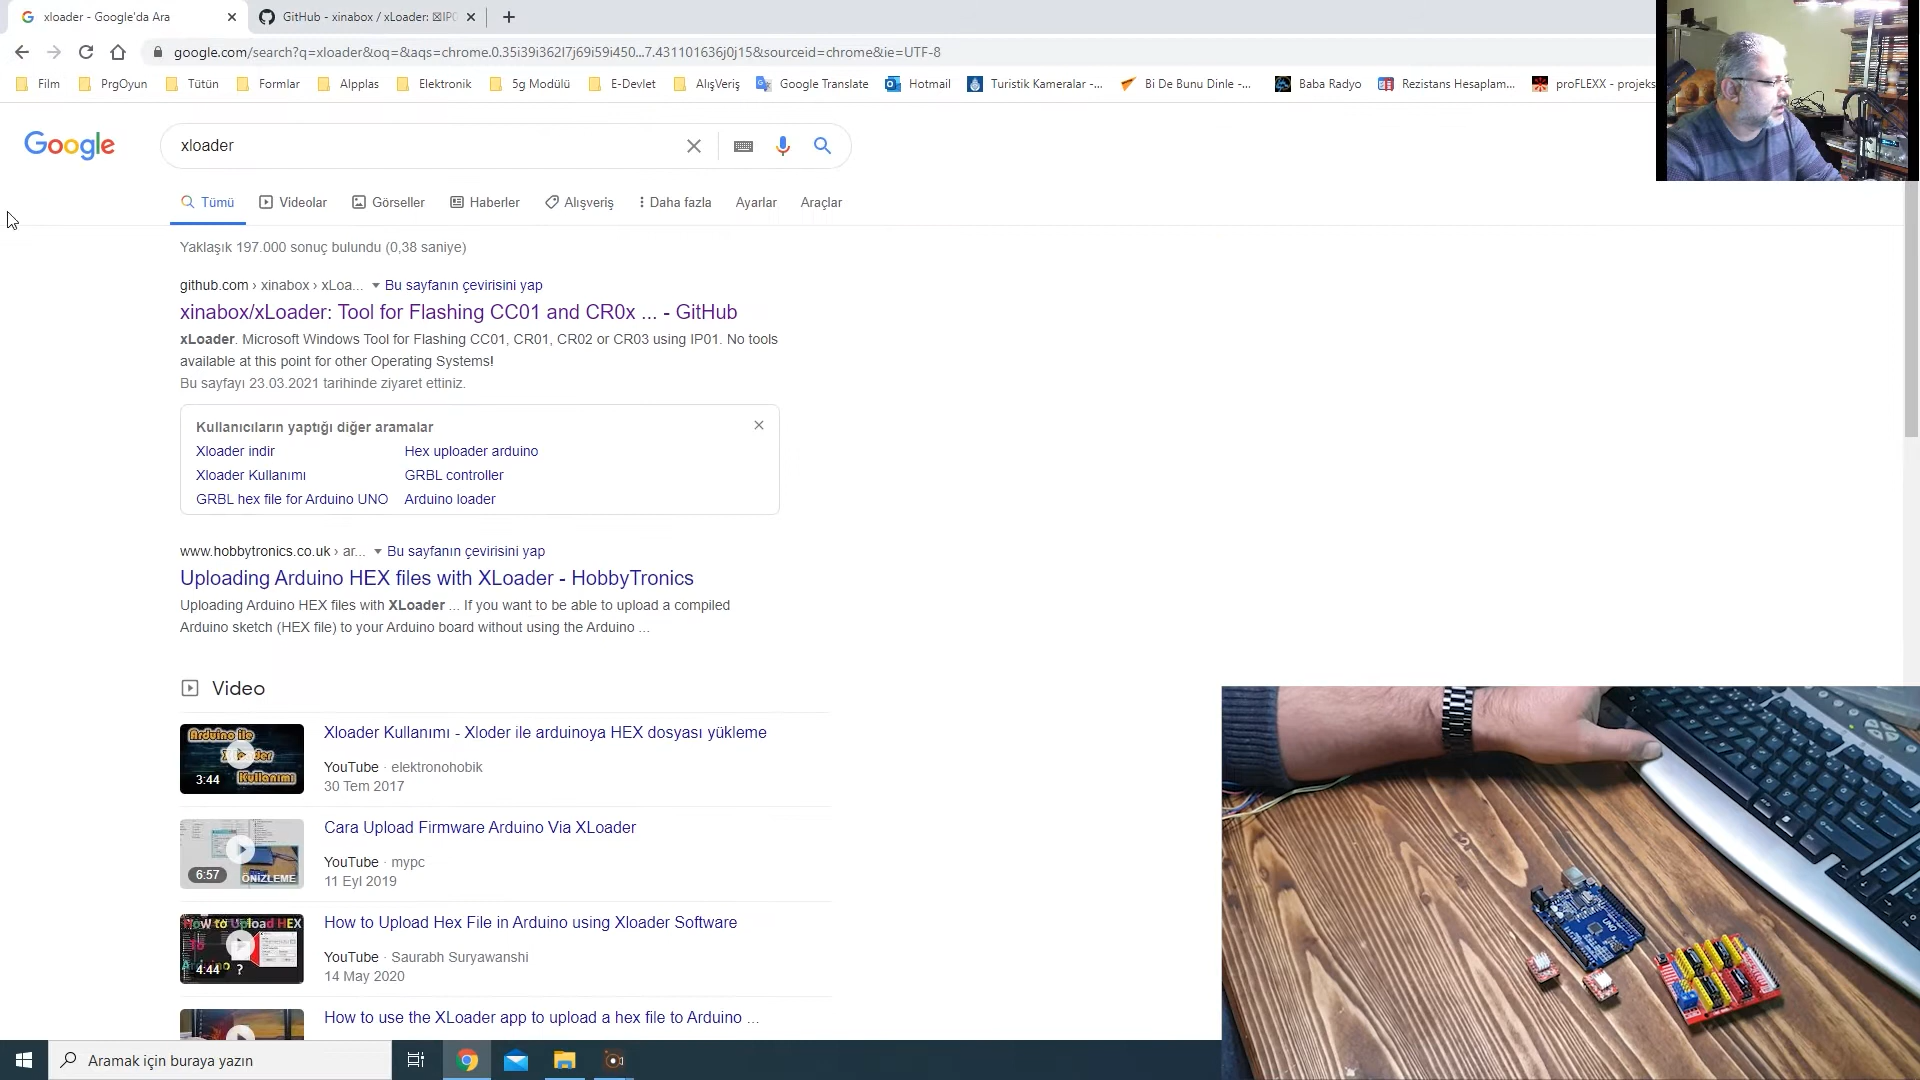 xloader - Google'da Ara
GitHub - xinabox / xLoader:
google.com/search?q=xloader&oq=&aqs=chrome.0.35i39i362l7j69i59i450...7.431101636j0j15&sourceid=chrome&ie=UTF-8
Film PrgOyun Tütün Formlar Alpplas Elektronik 5g Modülü E-Devlet AlışVeriş Google Translate Hotmail Turistik Kameralar -... Bi De Bunu Dinle -... Baba Radyo Rezistans Hesaplam... proFLEXX - projeks
Google
xloader
Tümü Videolar Görseller Haberler Alışveriş Daha fazla Ayarlar Araçlar
Yaklaşık 197.000 sonuç bulundu (0,38 saniye)
github.com › xinabox › xLoa... Bu sayfanın çevirisini yap
xinabox/xLoader: Tool for Flashing CC01 and CR0x ... - GitHub
xLoader. Microsoft Windows Tool for Flashing CC01, CR01, CR02 or CR03 using IP01. No tools
available at this point for other Operating Systems!
Bu sayfayı 23.03.2021 tarihinde ziyaret ettiniz.
Kullanıcıların yaptığı diğer aramalar
Xloader indir Hex uploader arduino
Xloader Kullanımı GRBL controller
GRBL hex file for Arduino UNO Arduino loader
www.hobbytronics.co.uk › ar... Bu sayfanın çevirisini yap
Uploading Arduino HEX files with XLoader - HobbyTronics
Uploading Arduino HEX files with XLoader ... If you want to be able to upload a compiled
Arduino sketch (HEX file) to your Arduino board without using the Arduino ...
Video
Arduino ile
Xloader
Kullanımı
3:44
Xloader Kullanımı - Xloder ile arduinoya HEX dosyası yükleme
YouTube · elektronohobik
30 Tem 2017
6:57
ÖNİZLEME
Cara Upload Firmware Arduino Via XLoader
YouTube · mypc
11 Eyl 2019
How to Upload HEX
To
Arduino ?
4:44
How to Upload Hex File in Arduino using Xloader Software
YouTube · Saurabh Suryawanshi
14 May 2020
How to use the XLoader app to upload a hex file to Arduino ...
Aramak için buraya yazın
UNO